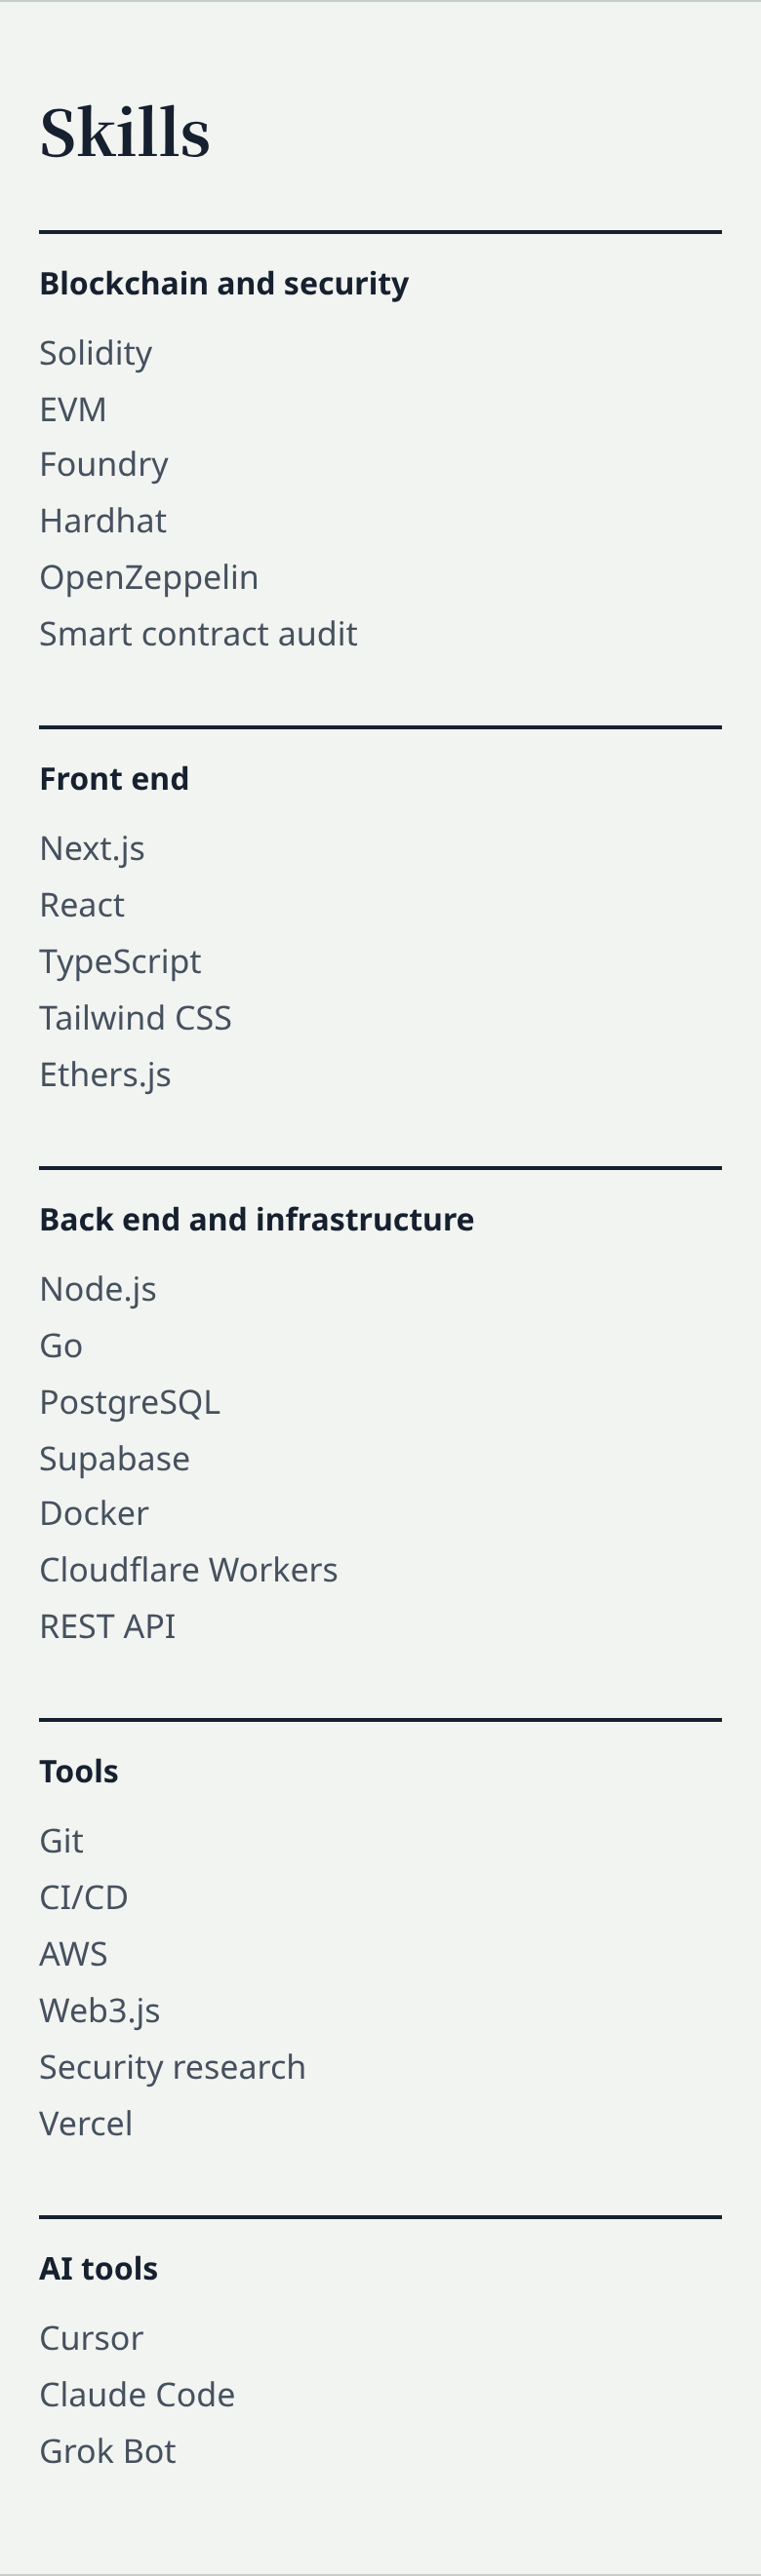 Skills
Blockchain and security
Solidity
EVM
Foundry
Hardhat
OpenZeppelin
Smart contract audit
Front end
Next.js
React
TypeScript
Tailwind CSS
Ethers.js
Back end and infrastructure
Node.js
Go
PostgreSQL
Supabase
Docker
Cloudflare Workers
REST API
Tools
Git
CI/CD
AWS
Web3.js
Security research
Vercel
AI tools
Cursor
Claude Code
Grok Bot